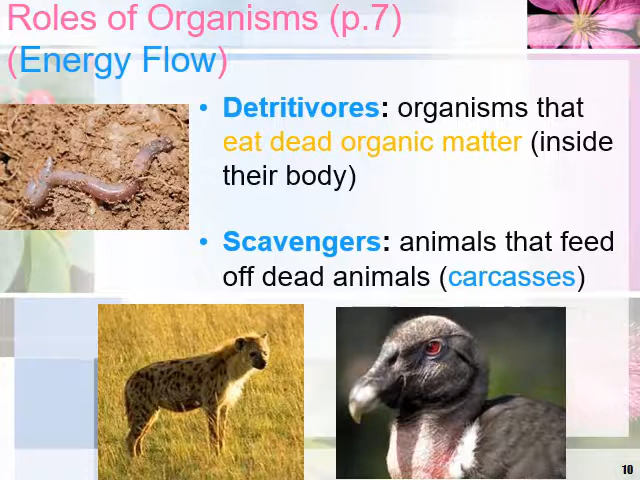 Roles of Organisms (p.7)
(Energy Flow)
• Detritivores: organisms that
eat dead organic matter (inside
their body)
• Scavengers: animals that feed
off dead animals (carcasses)
10